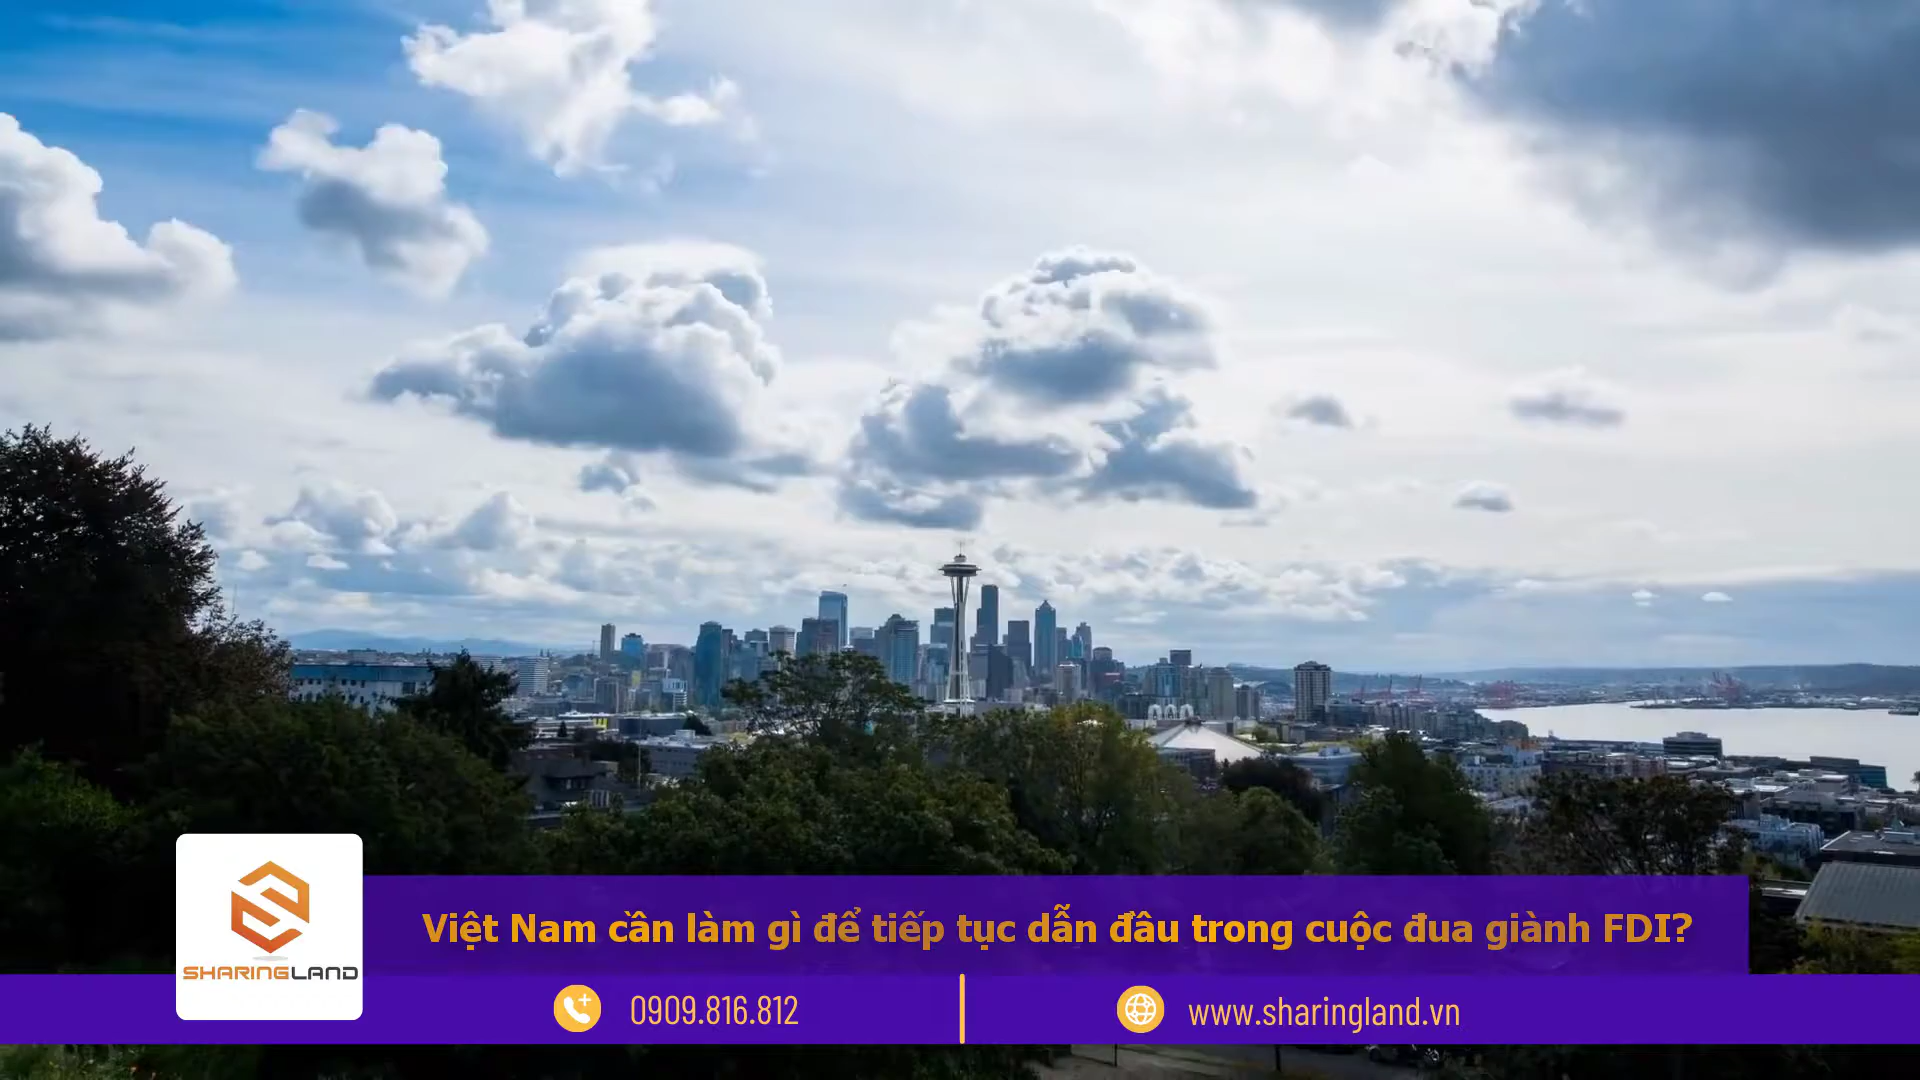 Việt Nam cần làm gì để tiếp tục dẫn đầu trong cuộc đua giành FDI?
SHARINGLAND
0909.816.812
www.sharingland.vn